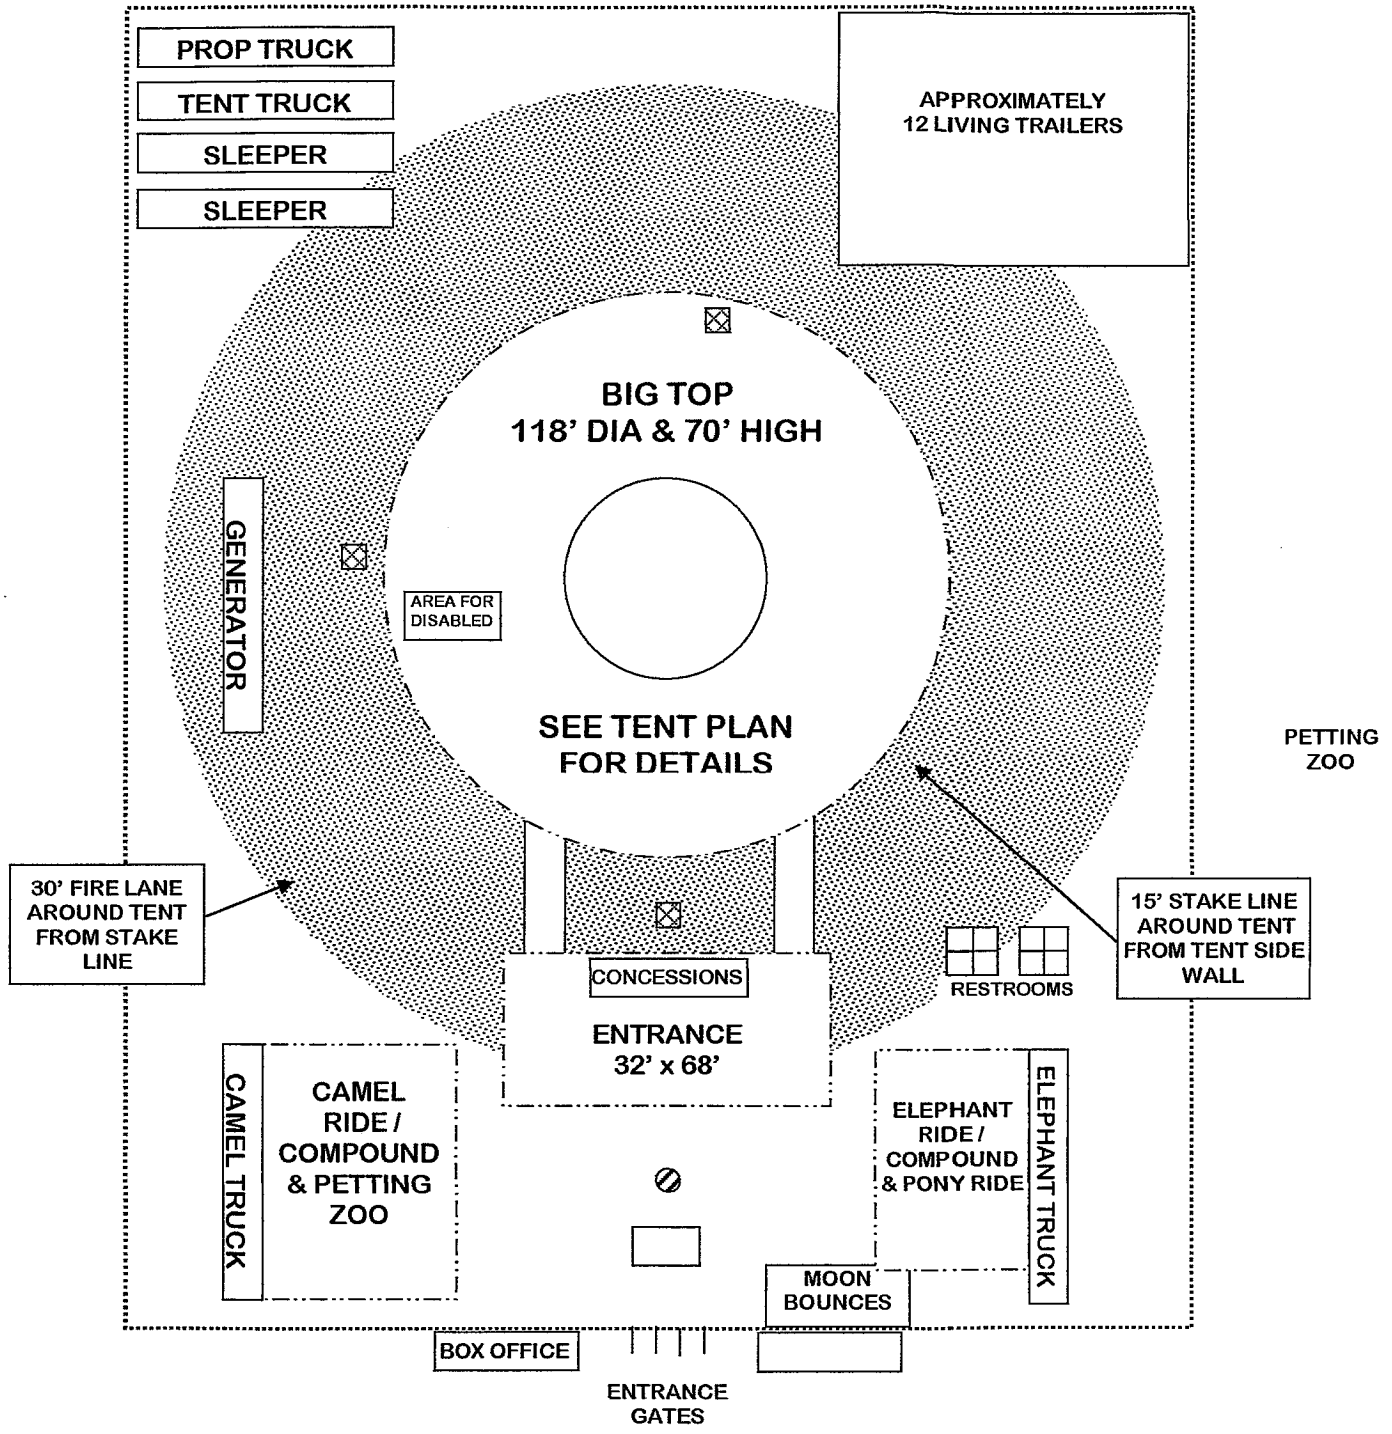 PROP TRUCK
TENT TRUCK
SLEEPER
SLEEPER
APPROXIMATELY
12 LIVING TRAILERS
BIG TOP
118' DIA & 70' HIGH
GENERATOR
AREA FOR
DISABLED
SEE TENT PLAN
FOR DETAILS
PETTING
ZOO
30' FIRE LANE
AROUND TENT
FROM STAKE
LINE
15' STAKE LINE
AROUND TENT
FROM TENT SIDE
WALL
RESTROOMS
CONCESSIONS
ENTRANCE
32' x 68'
CAMEL TRUCK
CAMEL
RIDE /
COMPOUND
& PETTING
ZOO
ELEPHANT
RIDE /
COMPOUND
& PONY RIDE
ELEPHANT TRUCK
MOON
BOUNCES
BOX OFFICE
ENTRANCE
GATES